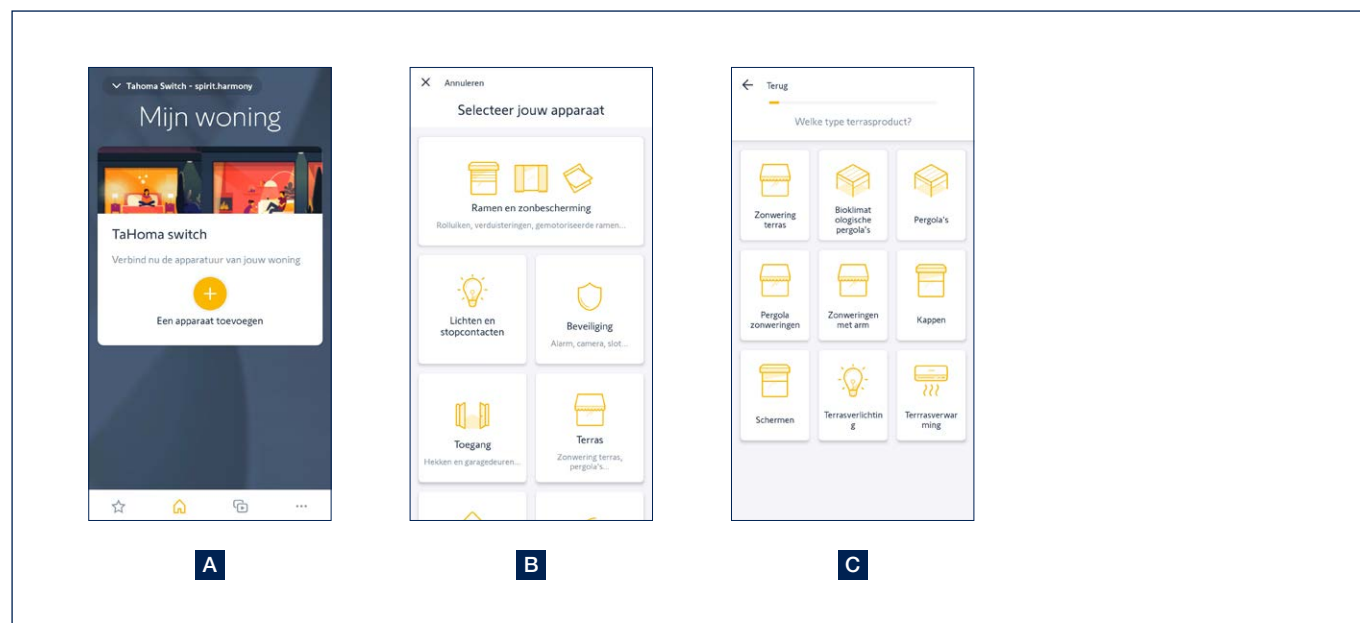 Tahoma Switch - spirit.harmony
Mijn woning
TaHoma switch
Verbind nu de apparatuur van jouw woning
Een apparaat toevoegen
A
Annuleren
Selecteer jouw apparaat
Ramen en zonbescherming
Rolluiken, verduisteringen, gemotoriseerde ramen...
Lichten en
stopcontacten
Beveiliging
Alarm, camera, slot...
Toegang
Hekken en garagedeuren...
Terras
Zonwering terras,
pergola's...
B
Terug
Welke type terrasproduct?
Zonwering
terras
Bioklimat
ologische
pergola's
Pergola's
Pergola
zonweringen
Zonweringen
met arm
Kappen
Schermen
Terrasverlichtin
g
Terrrasverwar
ming
C